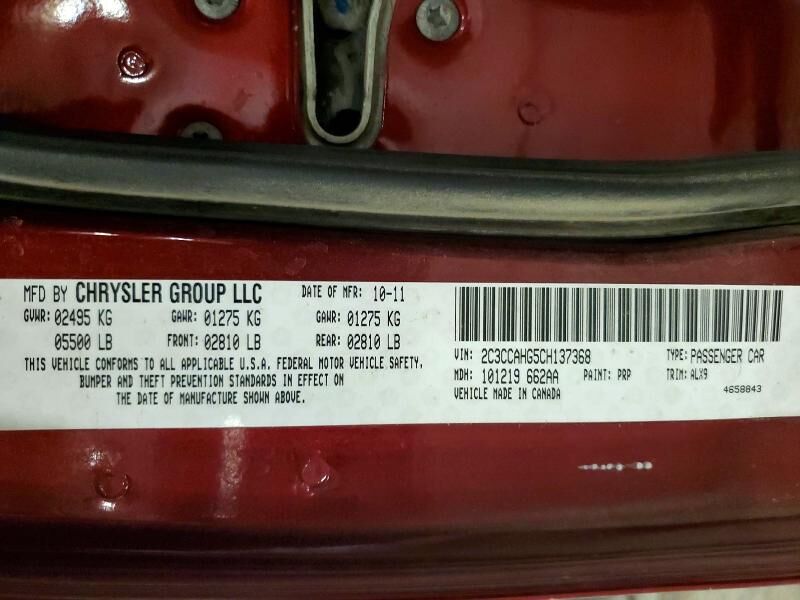 MFD BY CHRYSLER GROUP LLC DATE OF MFR: 10-11
GVWR: 02495 KG GAWR: 01275 KG GAWR: 01275 KG
05500 LB FRONT: 02810 LB REAR: 02810 LB
THIS VEHICLE CONFORMS TO ALL APPLICABLE U.S.A. FEDERAL MOTOR VEHICLE SAFETY,
BUMPER AND THEFT PREVENTION STANDARDS IN EFFECT ON
THE DATE OF MANUFACTURE SHOWN ABOVE.
VIN: 2C3CCAHG5CH137368 TYPE: PASSENGER CAR
MDH: 101219 662AA PAINT: PRP TRIM: ALX9
VEHICLE MADE IN CANADA 4658843